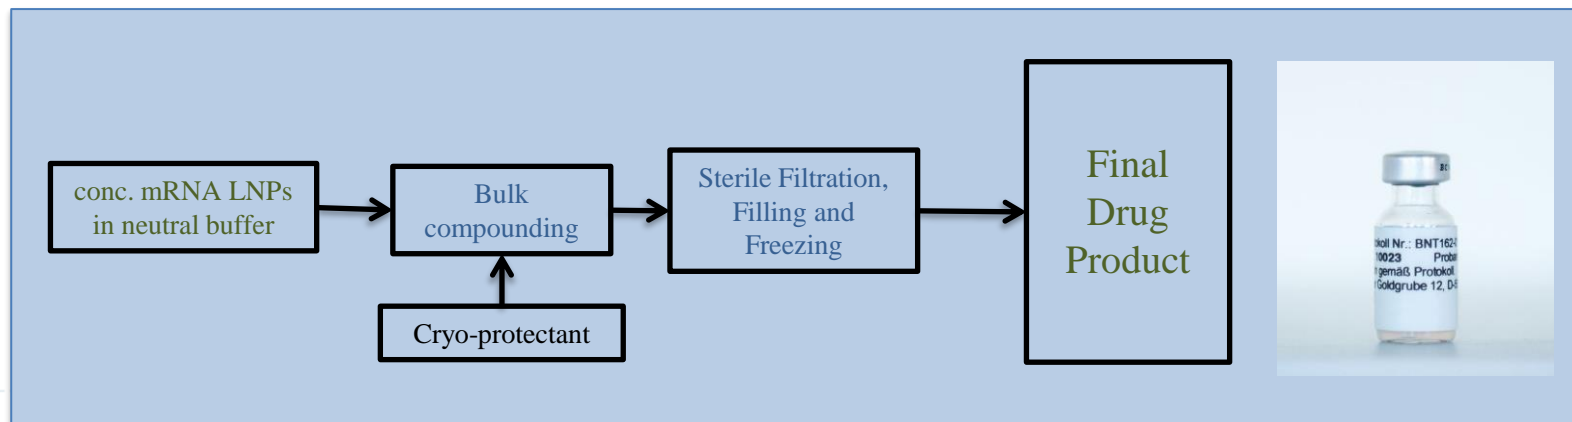 conc. mRNA LNPs
in neutral buffer
Bulk
compounding
Cryo-protectant
Sterile Filtration,
Filling and
Freezing
Final
Drug
Product
Nr.: BNT162-
0023
gemäß Protokoll
Goldgrube 12, D-